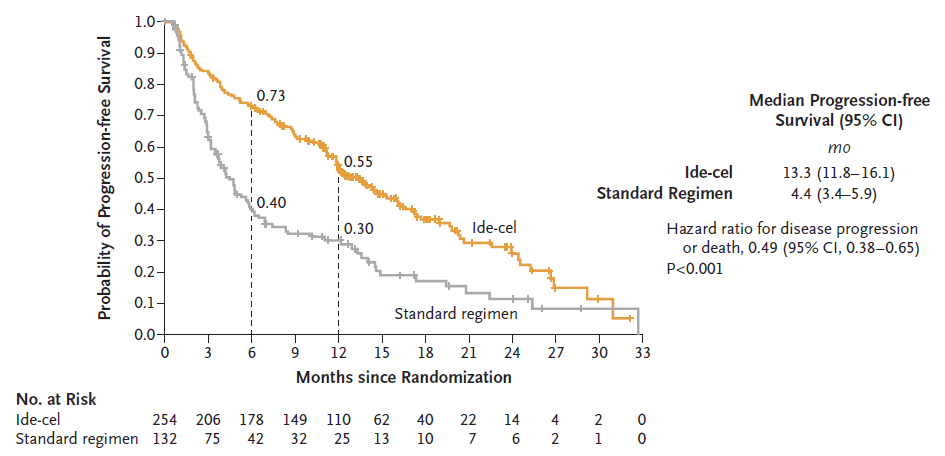 Probability of Progression-free Survival
1.0
0.9
0.8
0.7
0.6
0.5
0.4
0.3
0.2
0.1
0.0
0.73
0.55
0.40
0.30
Ide-cel
Standard regimen
0 3 6 9 12 15 18 21 24 27 30 33
Months since Randomization
Median Progression-free
Survival (95% CI)
mo
Ide-cel 13.3 (11.8–16.1)
Standard Regimen 4.4 (3.4–5.9)
Hazard ratio for disease progression
or death, 0.49 (95% CI, 0.38–0.65)
P<0.001
No. at Risk
Ide-cel 254 206 178 149 110 62 40 22 14 4 2 0
Standard regimen 132 75 42 32 25 13 10 7 6 2 1 0